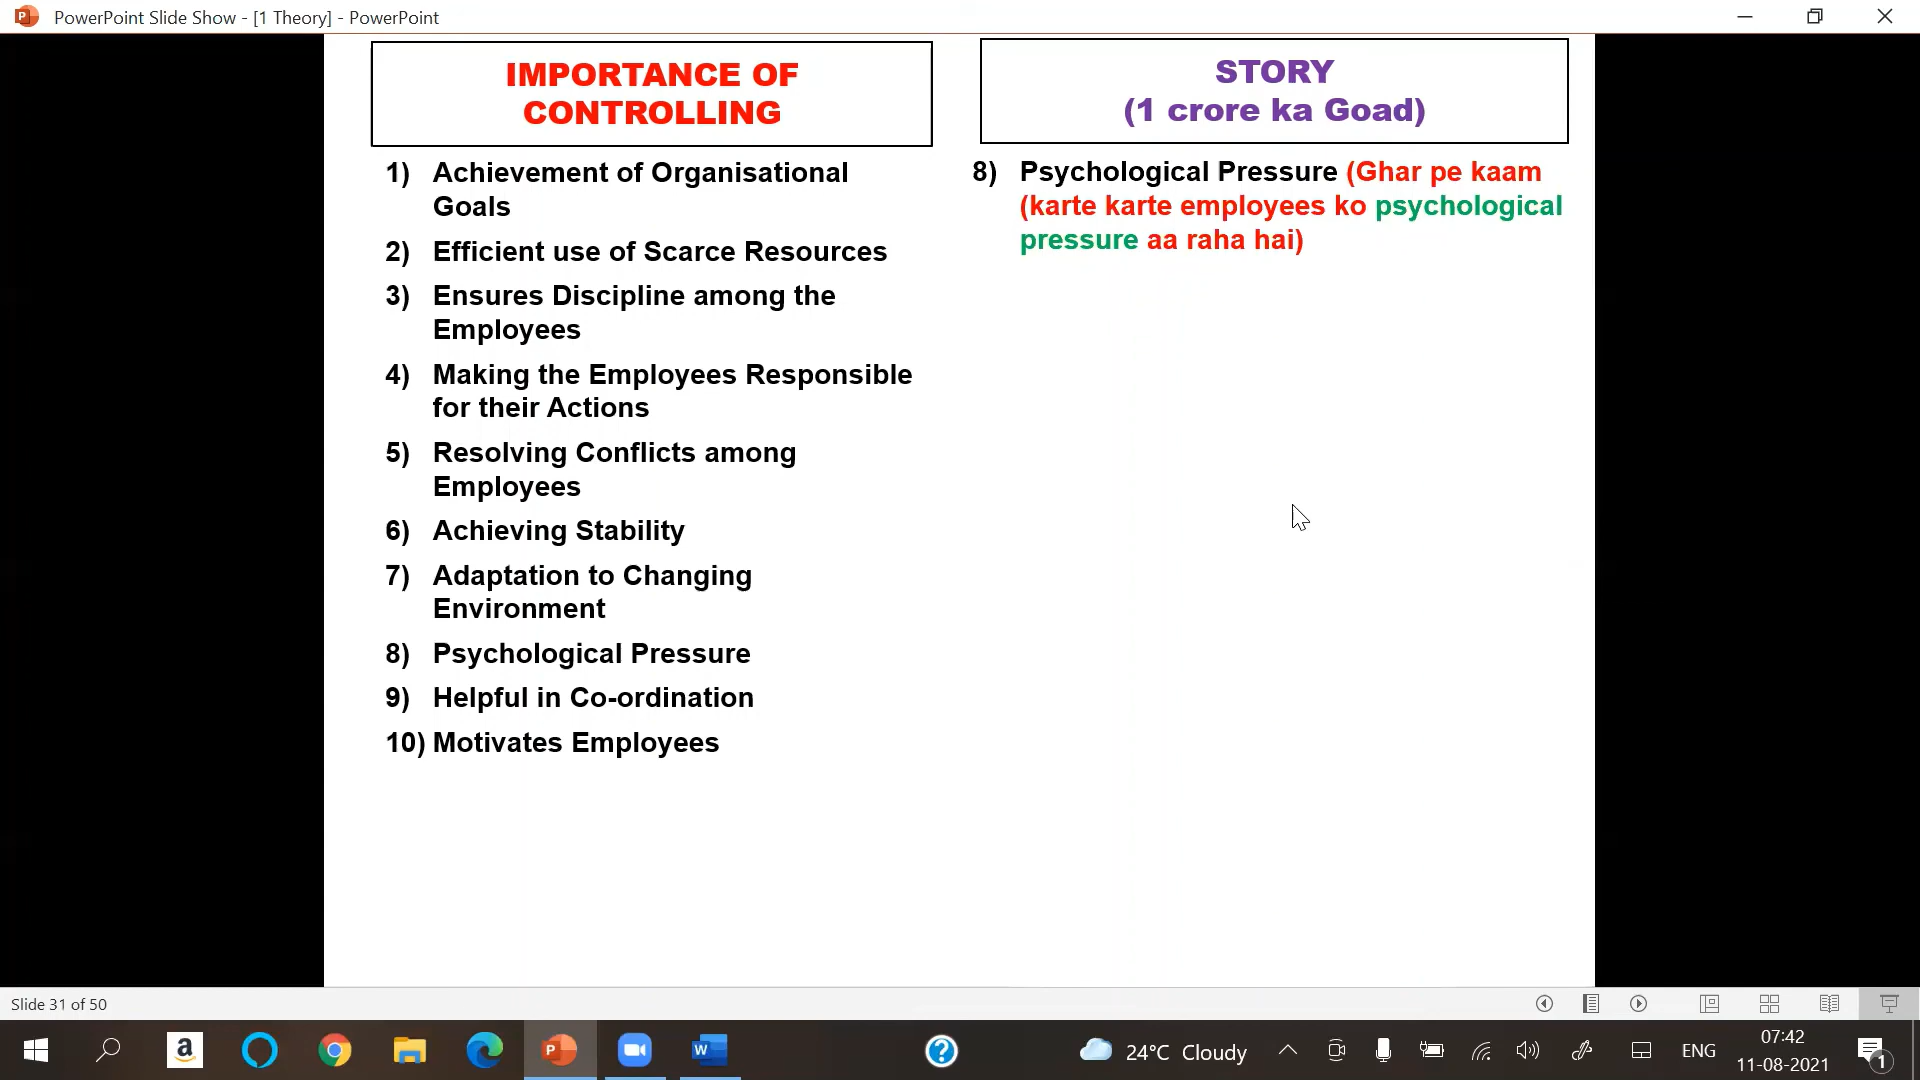 PowerPoint Slide Show - [1 Theory] - PowerPoint
IMPORTANCE OF
CONTROLLING
1) Achievement of Organisational
Goals
2) Efficient use of Scarce Resources
3) Ensures Discipline among the
Employees
4) Making the Employees Responsible
for their Actions
5) Resolving Conflicts among
Employees
6) Achieving Stability
7) Adaptation to Changing
Environment
8) Psychological Pressure
9) Helpful in Co-ordination
10) Motivates Employees
STORY
(1 crore ka Goad)
8) Psychological Pressure (Ghar pe kaam
(karte karte employees ko psychological
pressure aa raha hai)
Slide 31 of 50
24°C Cloudy
ENG
07:42
11-08-2021
1